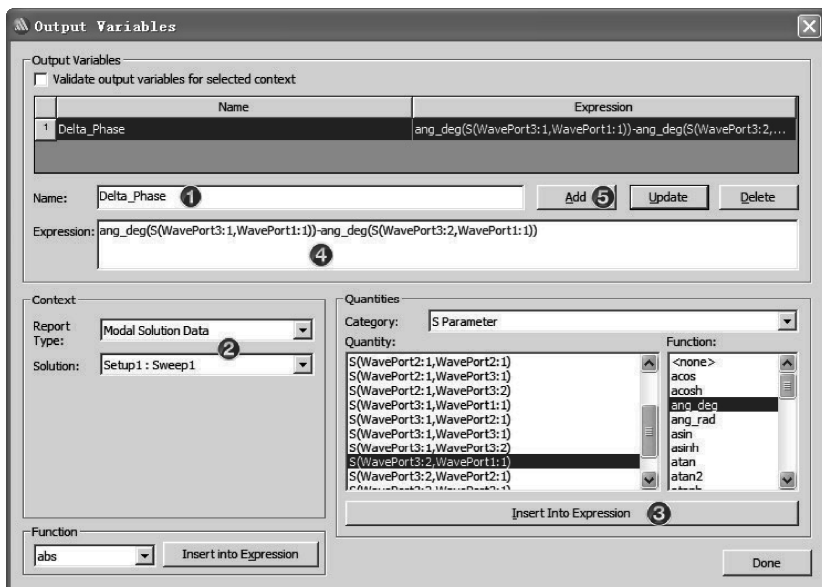 Output Variables
Output Variables
Validate output variables for selected context
Name Expression
1 Delta_Phase ang_deg(S(WavePort3:1,WavePort1:1))-ang_deg(S(WavePort3:2,...
Name: Delta_Phase 1 Add 5 Update Delete
Expression: ang_deg(S(WavePort3:1,WavePort1:1))-ang_deg(S(WavePort3:2,WavePort1:1))
4
Context
Report Type: Modal Solution Data
2
Solution: Setup1 : Sweep1
Quantities
Category: S Parameter
Quantity: Function:
S(WavePort2:1,WavePort2:1) <none>
S(WavePort2:1,WavePort3:1) acos
S(WavePort2:1,WavePort3:2) acosh
S(WavePort3:1,WavePort1:1) ang_deg
S(WavePort3:1,WavePort2:1) ang_rad
S(WavePort3:1,WavePort3:1) asin
S(WavePort3:1,WavePort3:2) asinh
S(WavePort3:2,WavePort1:1) atan
S(WavePort3:2,WavePort2:1) atan2
Insert Into Expression 3
Function
abs Insert into Expression
Done